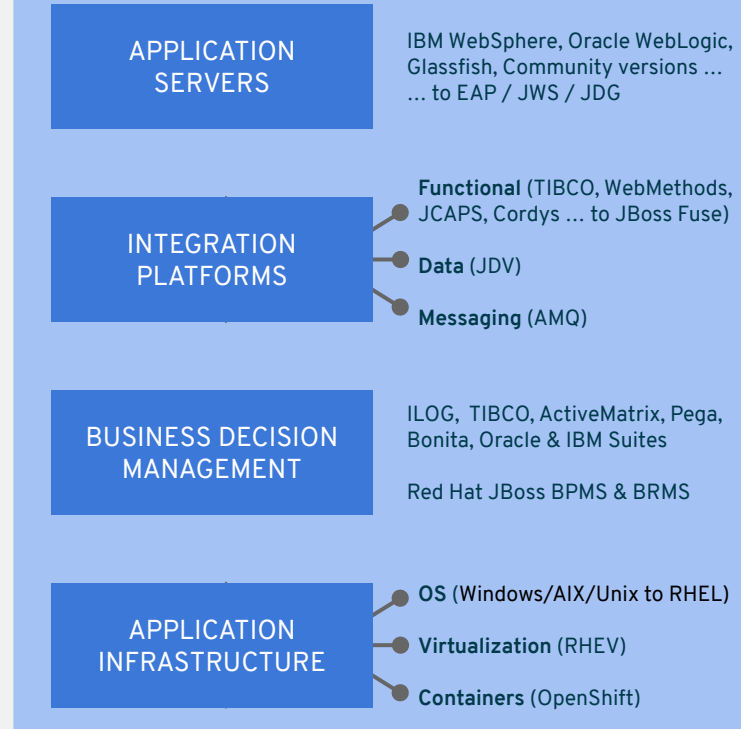 APPLICATION
SERVERS
IBM WebSphere, Oracle WebLogic,
Glassfish, Community versions ...
... to EAP / JWS / JDG
INTEGRATION
PLATFORMS
Functional (TIBCO, WebMethods,
JCAPS, Cordys ... to JBoss Fuse)
Data (JDV)
Messaging (AMQ)
BUSINESS DECISION
MANAGEMENT
ILOG, TIBCO, ActiveMatrix, Pega,
Bonita, Oracle & IBM Suites
Red Hat JBoss BPMS & BRMS
APPLICATION
INFRASTRUCTURE
OS (Windows/AIX/Unix to RHEL)
Virtualization (RHEV)
Containers (OpenShift)